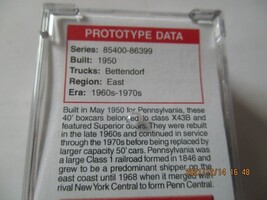 PROTOTYPE DATA
Series: 85400-86399
Built: 1950
Trucks: Bettendorf
Region: East
Era: 1960s-1970s
Built in May 1950 for Pennsylvania, these
40' boxcars belonged to class X43B and
featured Superior doors. They were rebuilt
in the late 1960s and continued in service
through the 1970s before being replaced by
larger capacity 50' cars. Pennsylvania was
a large Class 1 railroad formed in 1846 and
grew to be a predominant shipper on the
east coast until 1968 when it merged with
rival New York Central to form Penn Central.
14 16:48